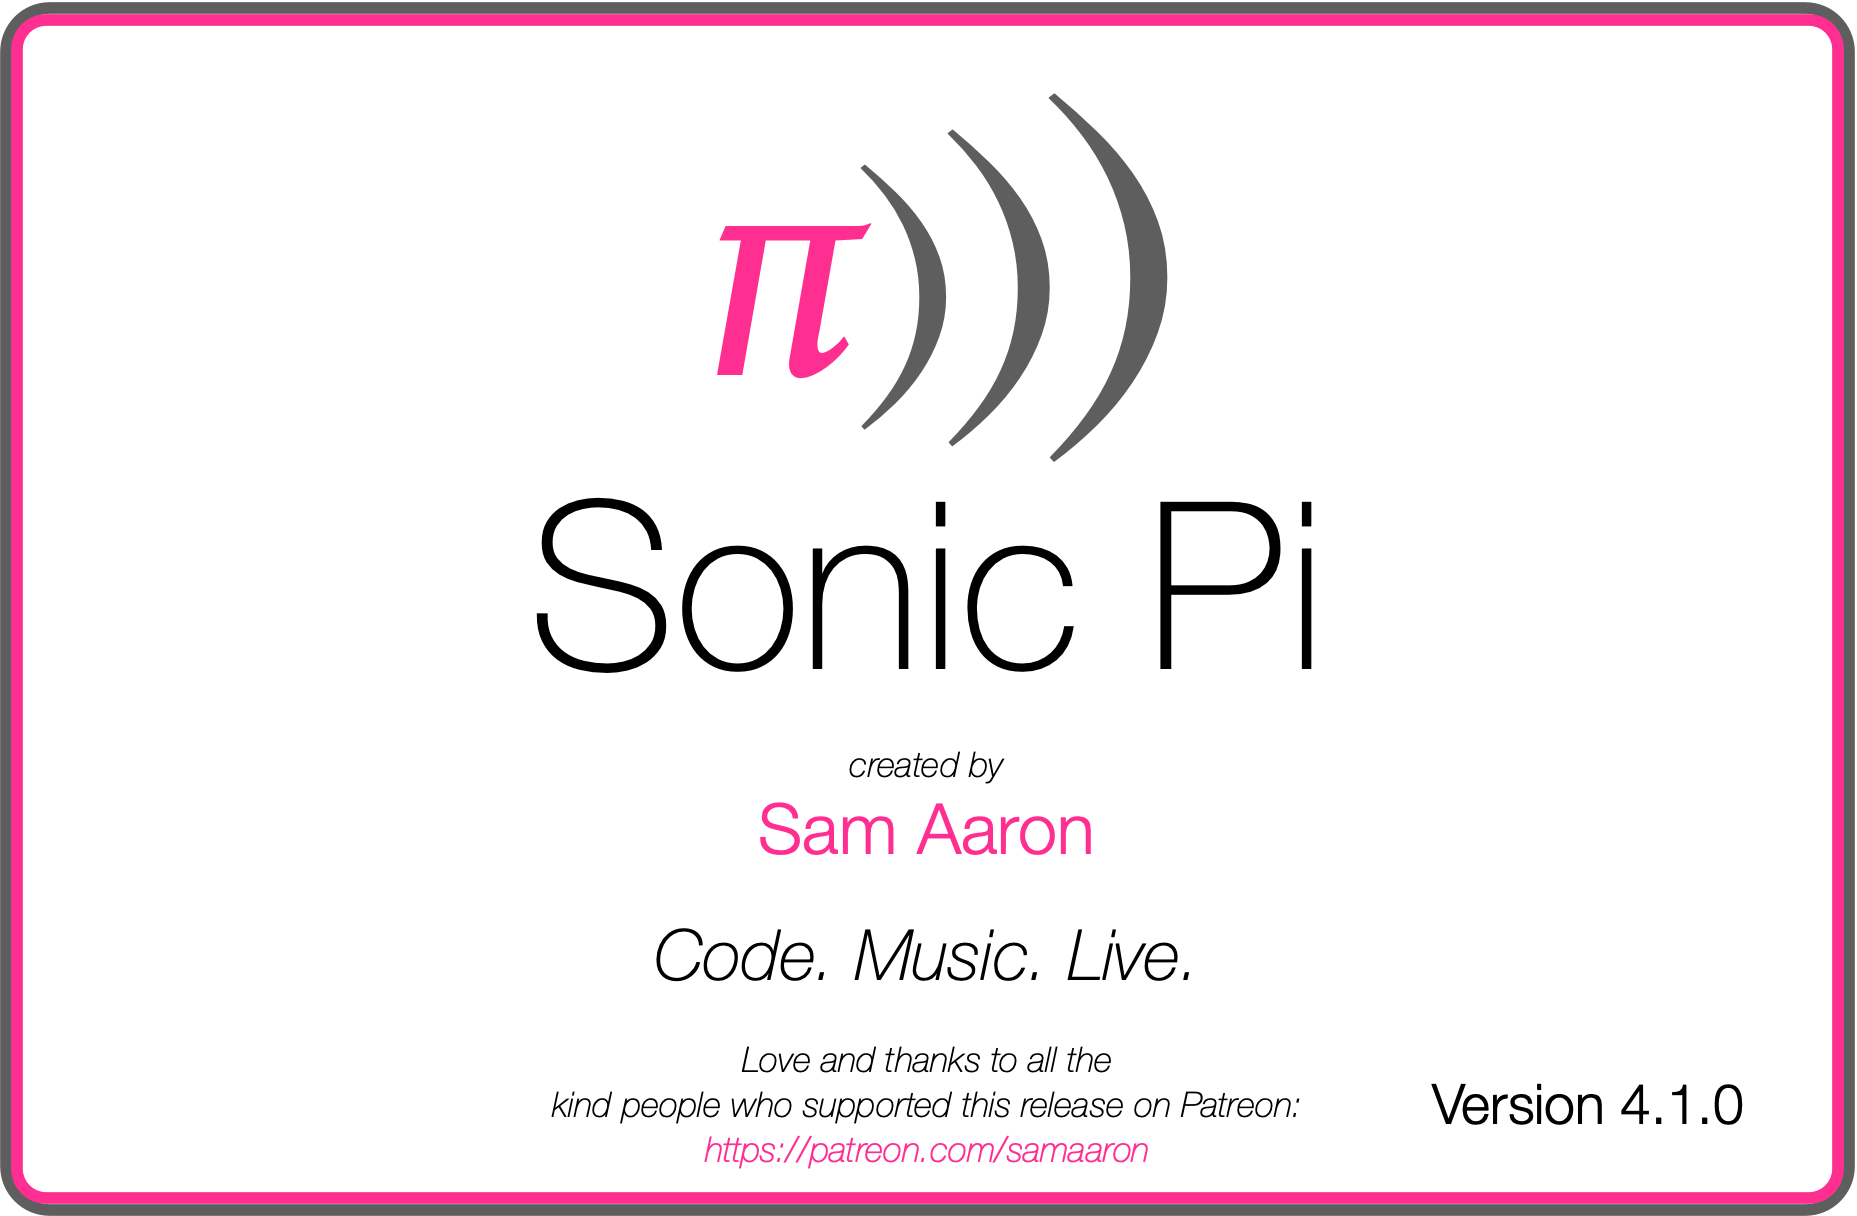 π
Sonic Pi
created by
Sam Aaron
Code. Music. Live.
Love and thanks to all the
kind people who supported this release on Patreon:
https://patreon.com/samaaron
Version 4.1.0